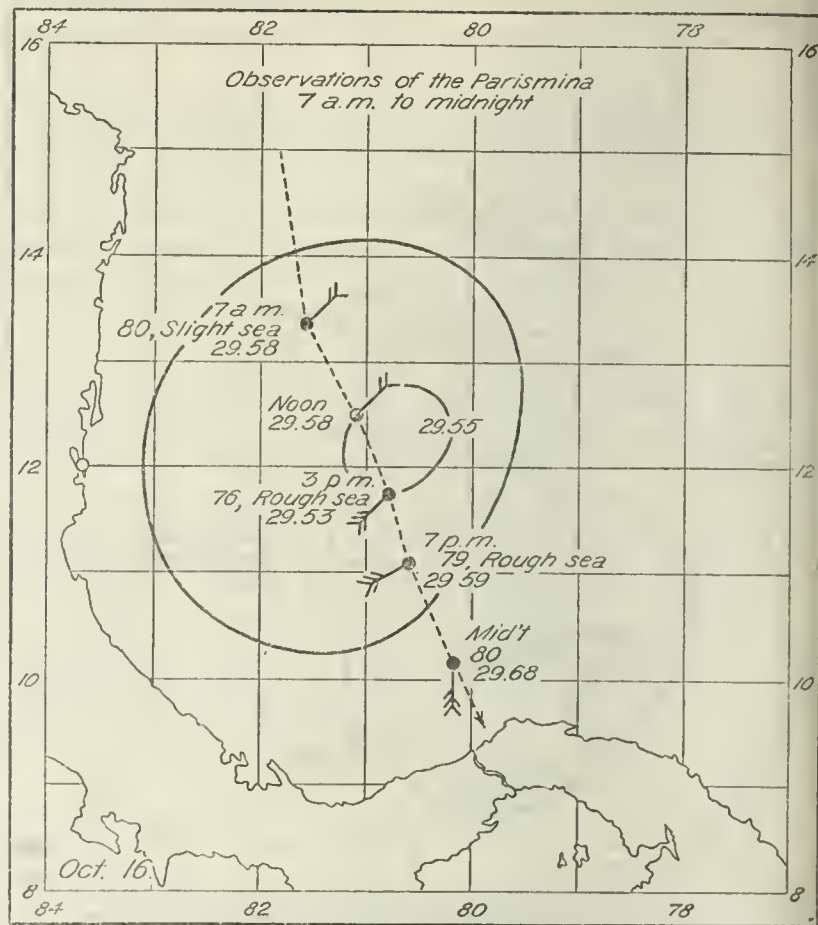 84 82 80 78
16 16
Observations of the Parismina
7 a.m. to midnight
14 14
7 a.m.
80, Slight sea
29.58
Noon
29.58
29.55
12 12
3 p.m.
76, Rough sea
29.53
7 p.m.
79, Rough sea
29 59
Mid't
80
29.68
10 10
Oct. 16.
8 8
84 82 80 78